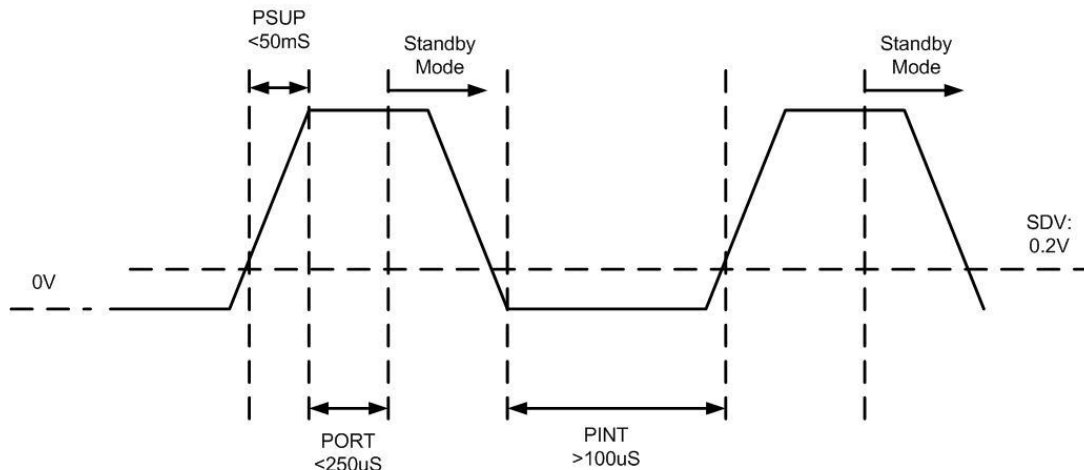 PSUP
<50mS
Standby
Mode
Standby
Mode
SDV:
0.2V
0V
PORT
<250uS
PINT
>100uS